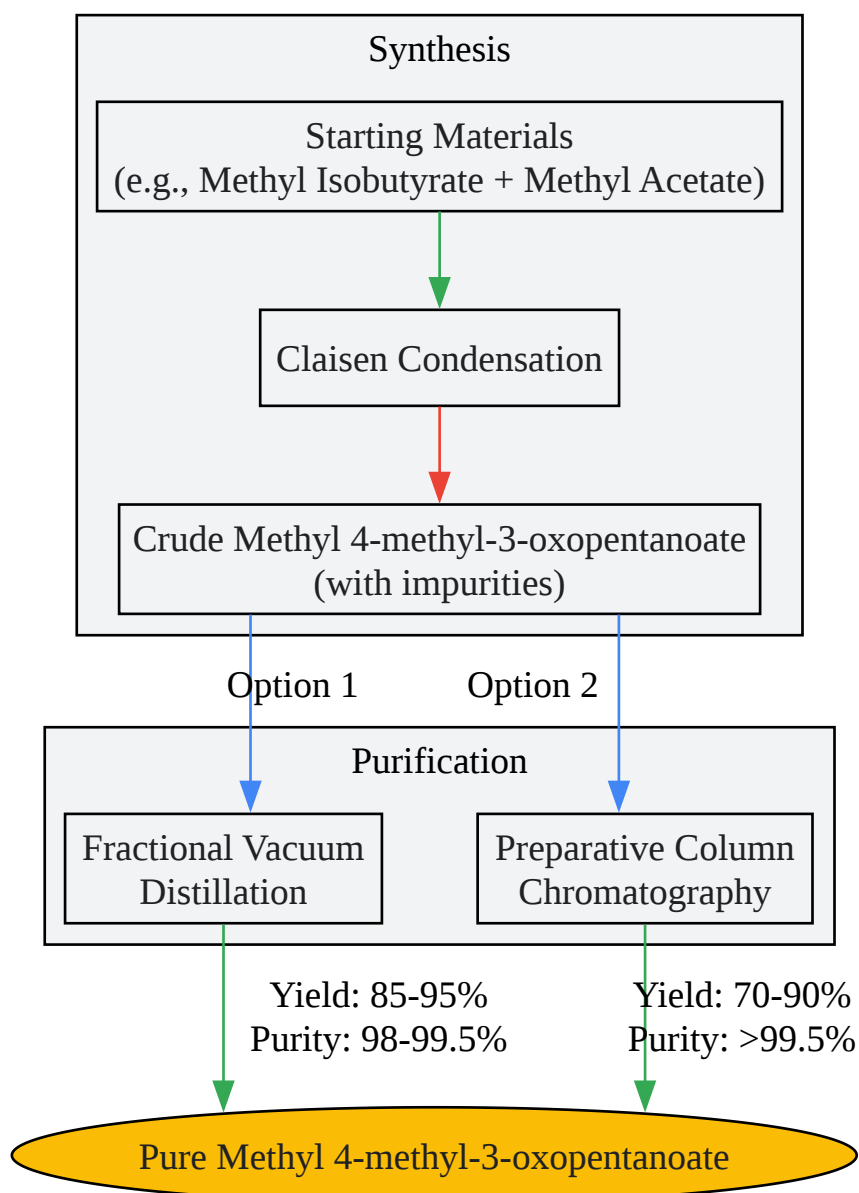 Synthesis
Starting Materials
(e.g., Methyl Isobutyrate + Methyl Acetate)
Claisen Condensation
Crude Methyl 4-methyl-3-oxopentanoate
(with impurities)
Option 1
Option 2
Purification
Fractional Vacuum
Distillation
Preparative Column
Chromatography
Yield: 85-95%
Purity: 98-99.5%
Yield: 70-90%
Purity: >99.5%
Pure Methyl 4-methyl-3-oxopentanoate